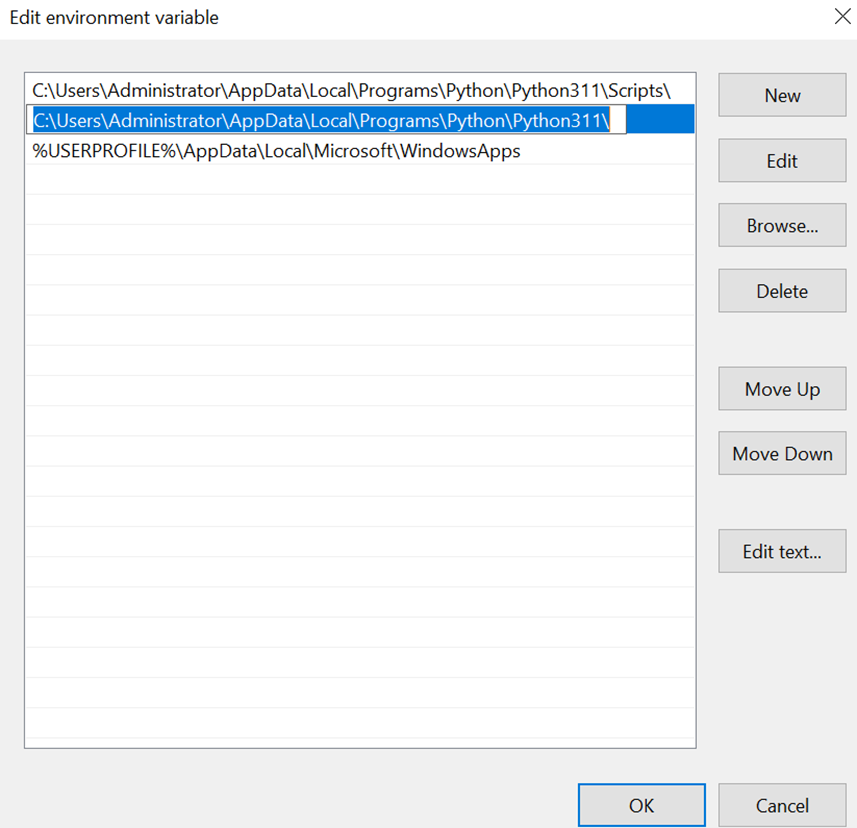 Edit environment variable
C:\Users\Administrator\AppData\Local\Programs\Python\Python311\Scripts\
C:\Users\Administrator\AppData\Local\Programs\Python\Python311\
%USERPROFILE%\AppData\Local\Microsoft\WindowsApps
New
Edit
Browse...
Delete
Move Up
Move Down
Edit text...
OK
Cancel